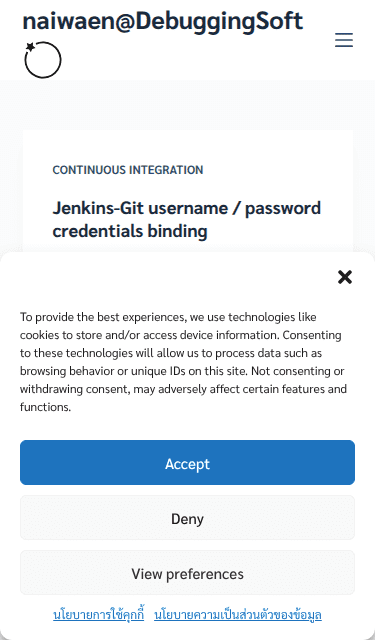 naiwaen@DebuggingSoft
CONTINUOUS INTEGRATION
Jenkins-Git username / password
credentials binding
To provide the best experiences, we use technologies like
cookies to store and/or access device information. Consenting
to these technologies will allow us to process data such as
browsing behavior or unique IDs on this site. Not consenting or
withdrawing consent, may adversely affect certain features and
functions.
Accept
Deny
View preferences
นโยบายการใช้คุกกี้ นโยบายความเป็นส่วนตัวของข้อมูล